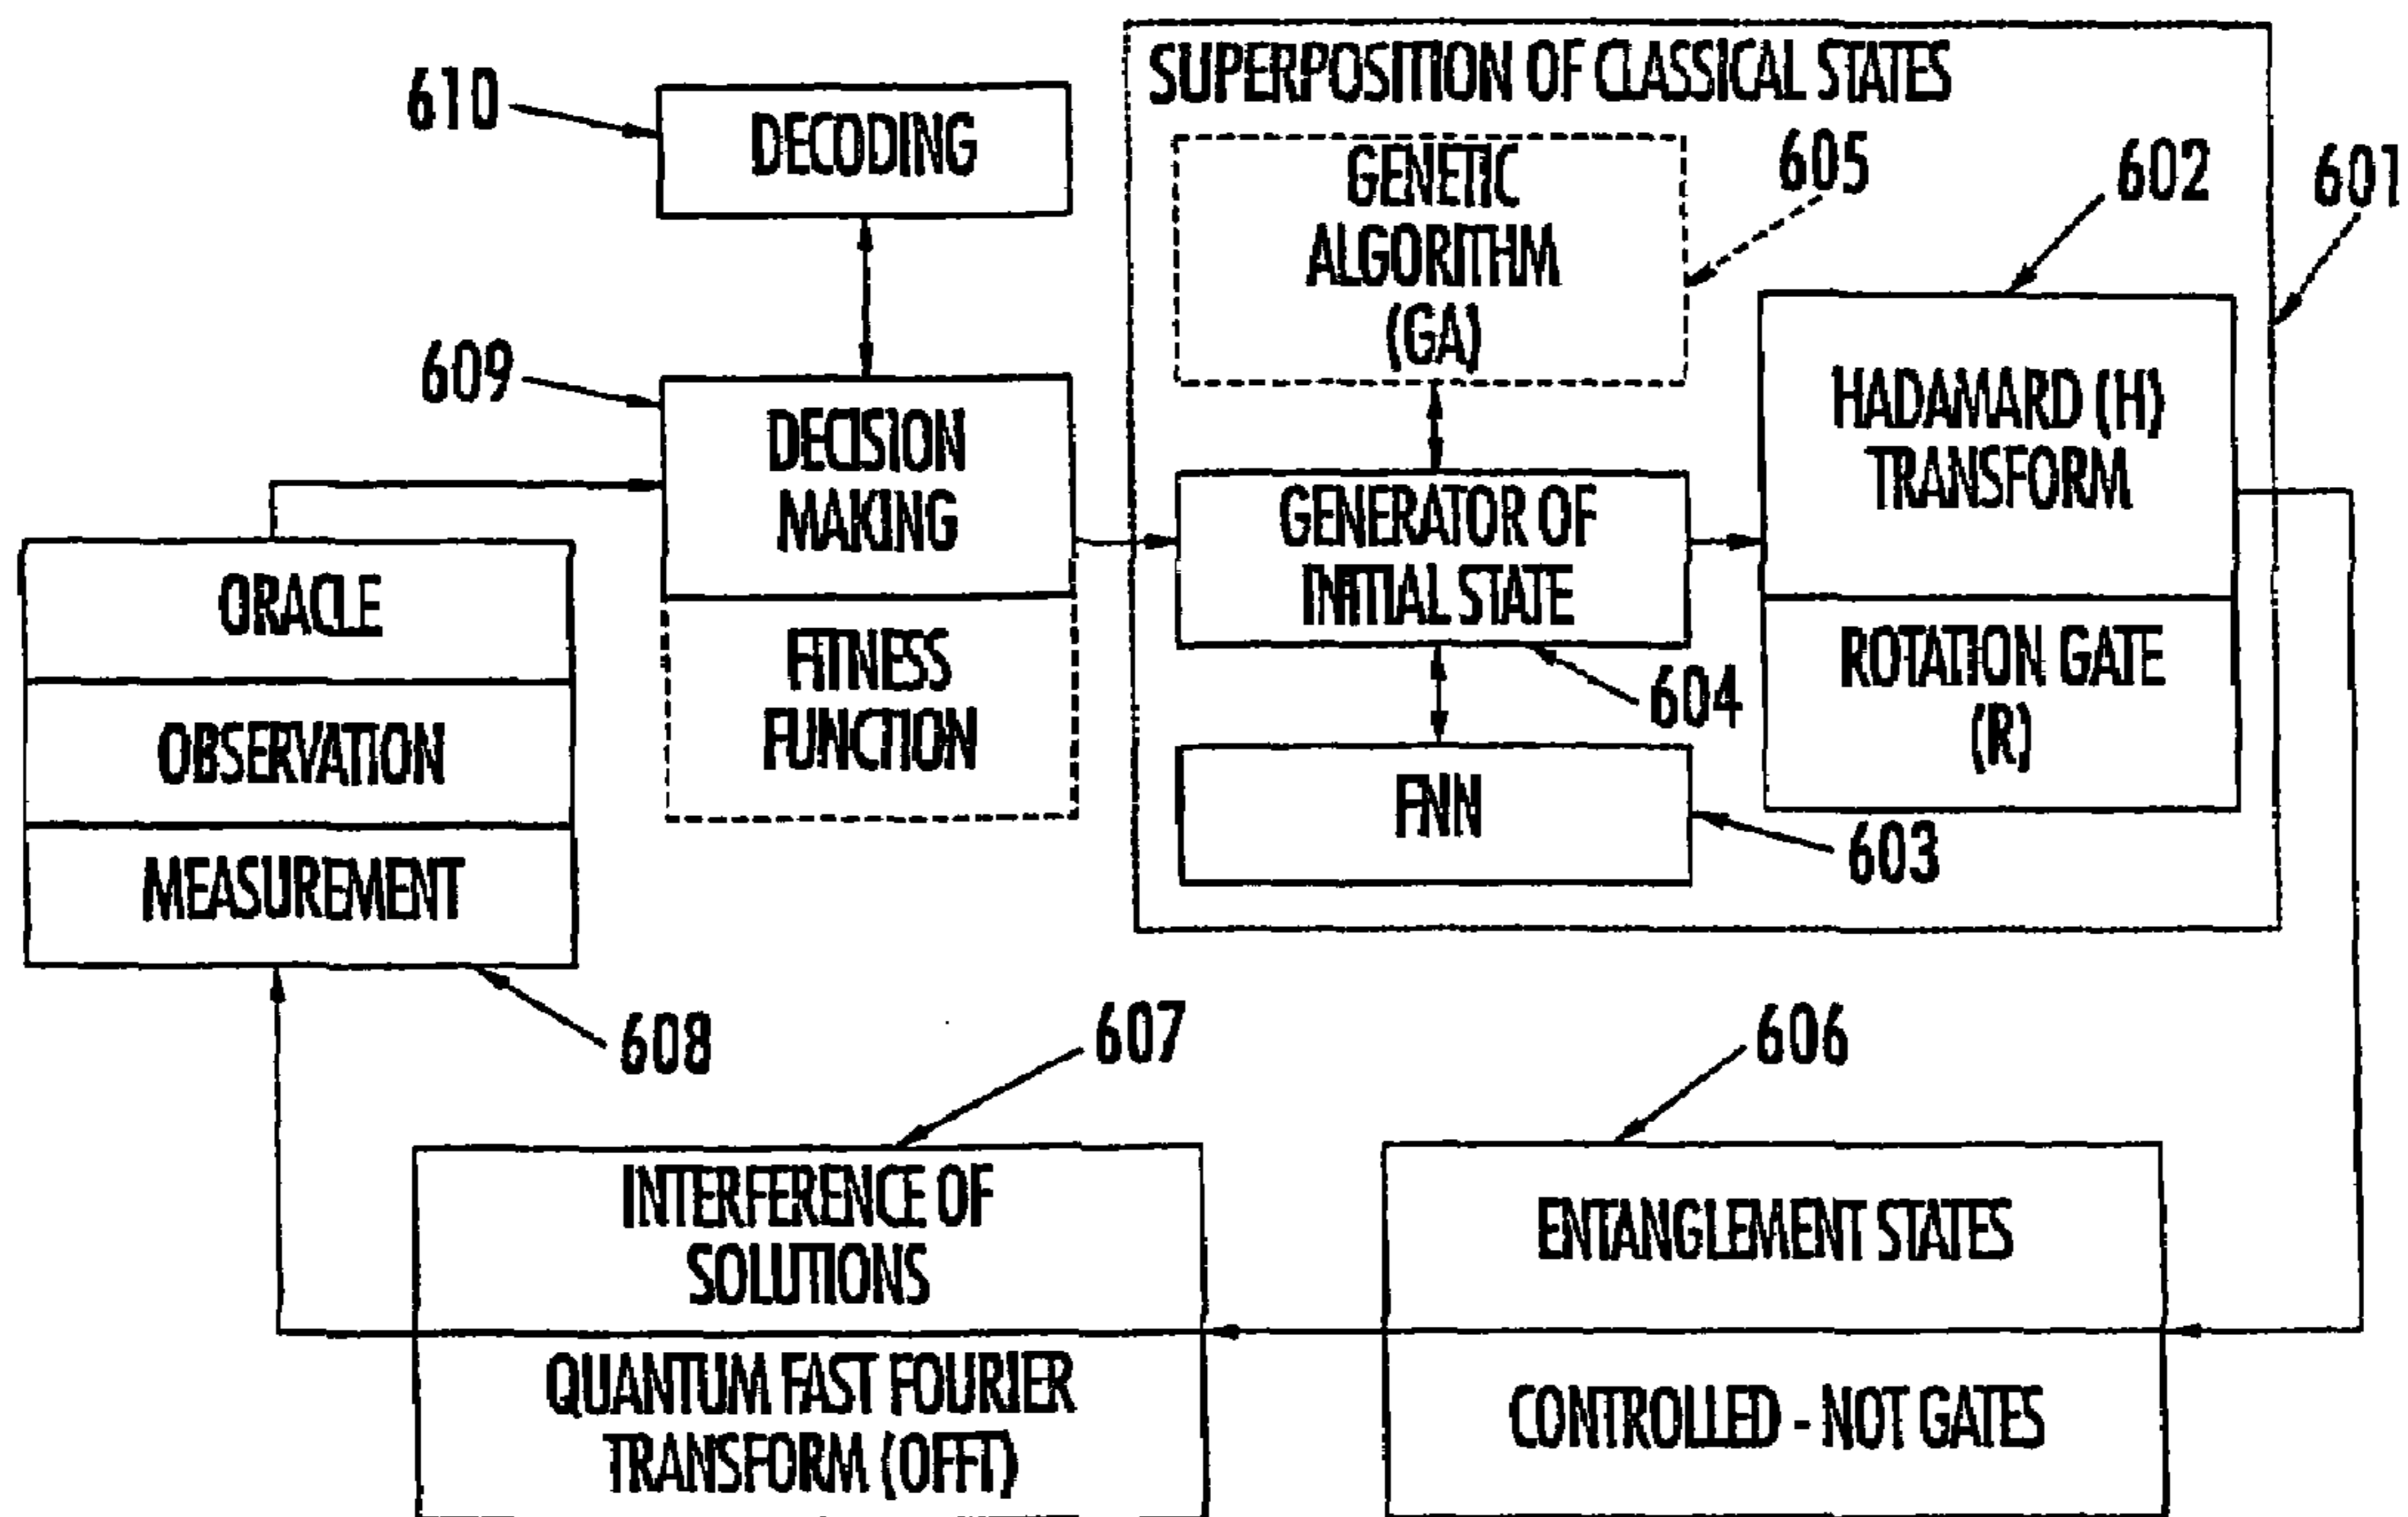 SUPERPOSITION OF CLASSICAL STATES
610
DECODING
GENETIC
ALGORITHM
(GA)
605
602
601
609
DECISION
MAKING
FITNESS
FUNCTION
GENERATOR OF
INITIAL STATE
604
HADAMARD (H)
TRANSFORM
ROTATION GATE
(R)
FNN
603
ORACLE
OBSERVATION
MEASUREMENT
608
607
606
INTERFERENCE OF
SOLUTIONS
QUANTUM FAST FOURIER
TRANSFORM (OFFT)
ENTANGLEMENT STATES
CONTROLLED - NOT GATES